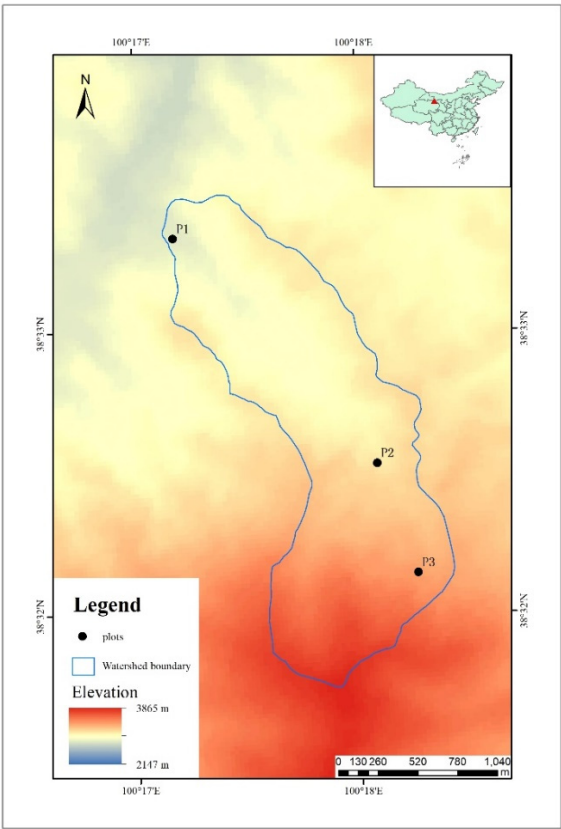 100°17'E 100°18'E
N
P1
38°33'N 38°33'N
P2
P3
38°32'N 38°32'N
Legend
plots
Watershed boundary
Elevation
3865 m
2147 m
0 130 260 520 780 1,040
m
100°17'E 100°18'E